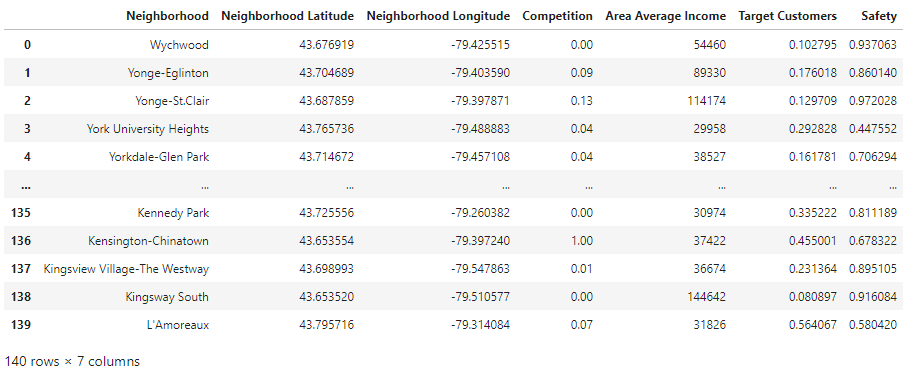 Neighborhood Neighborhood Latitude Neighborhood Longitude Competition Area Average Income Target Customers Safety
0 Wychwood 43.676919 -79.425515 0.00 54460 0.102795 0.937063
1 Yonge-Eglinton 43.704689 -79.403590 0.09 89330 0.176018 0.860140
2 Yonge-St.Clair 43.687859 -79.397871 0.13 114174 0.129709 0.972028
3 York University Heights 43.765736 -79.488883 0.04 29958 0.292828 0.447552
4 Yorkdale-Glen Park 43.714672 -79.457108 0.04 38527 0.161781 0.706294
... ... ... ... ... ... ... ...
135 Kennedy Park 43.725556 -79.260382 0.00 30974 0.335222 0.811189
136 Kensington-Chinatown 43.653554 -79.397240 1.00 37422 0.455001 0.678322
137 Kingsview Village-The Westway 43.698993 -79.547863 0.01 36674 0.231364 0.895105
138 Kingsway South 43.653520 -79.510577 0.00 144642 0.080897 0.916084
139 L'Amoreaux 43.795716 -79.314084 0.07 31826 0.564067 0.580420
140 rows × 7 columns